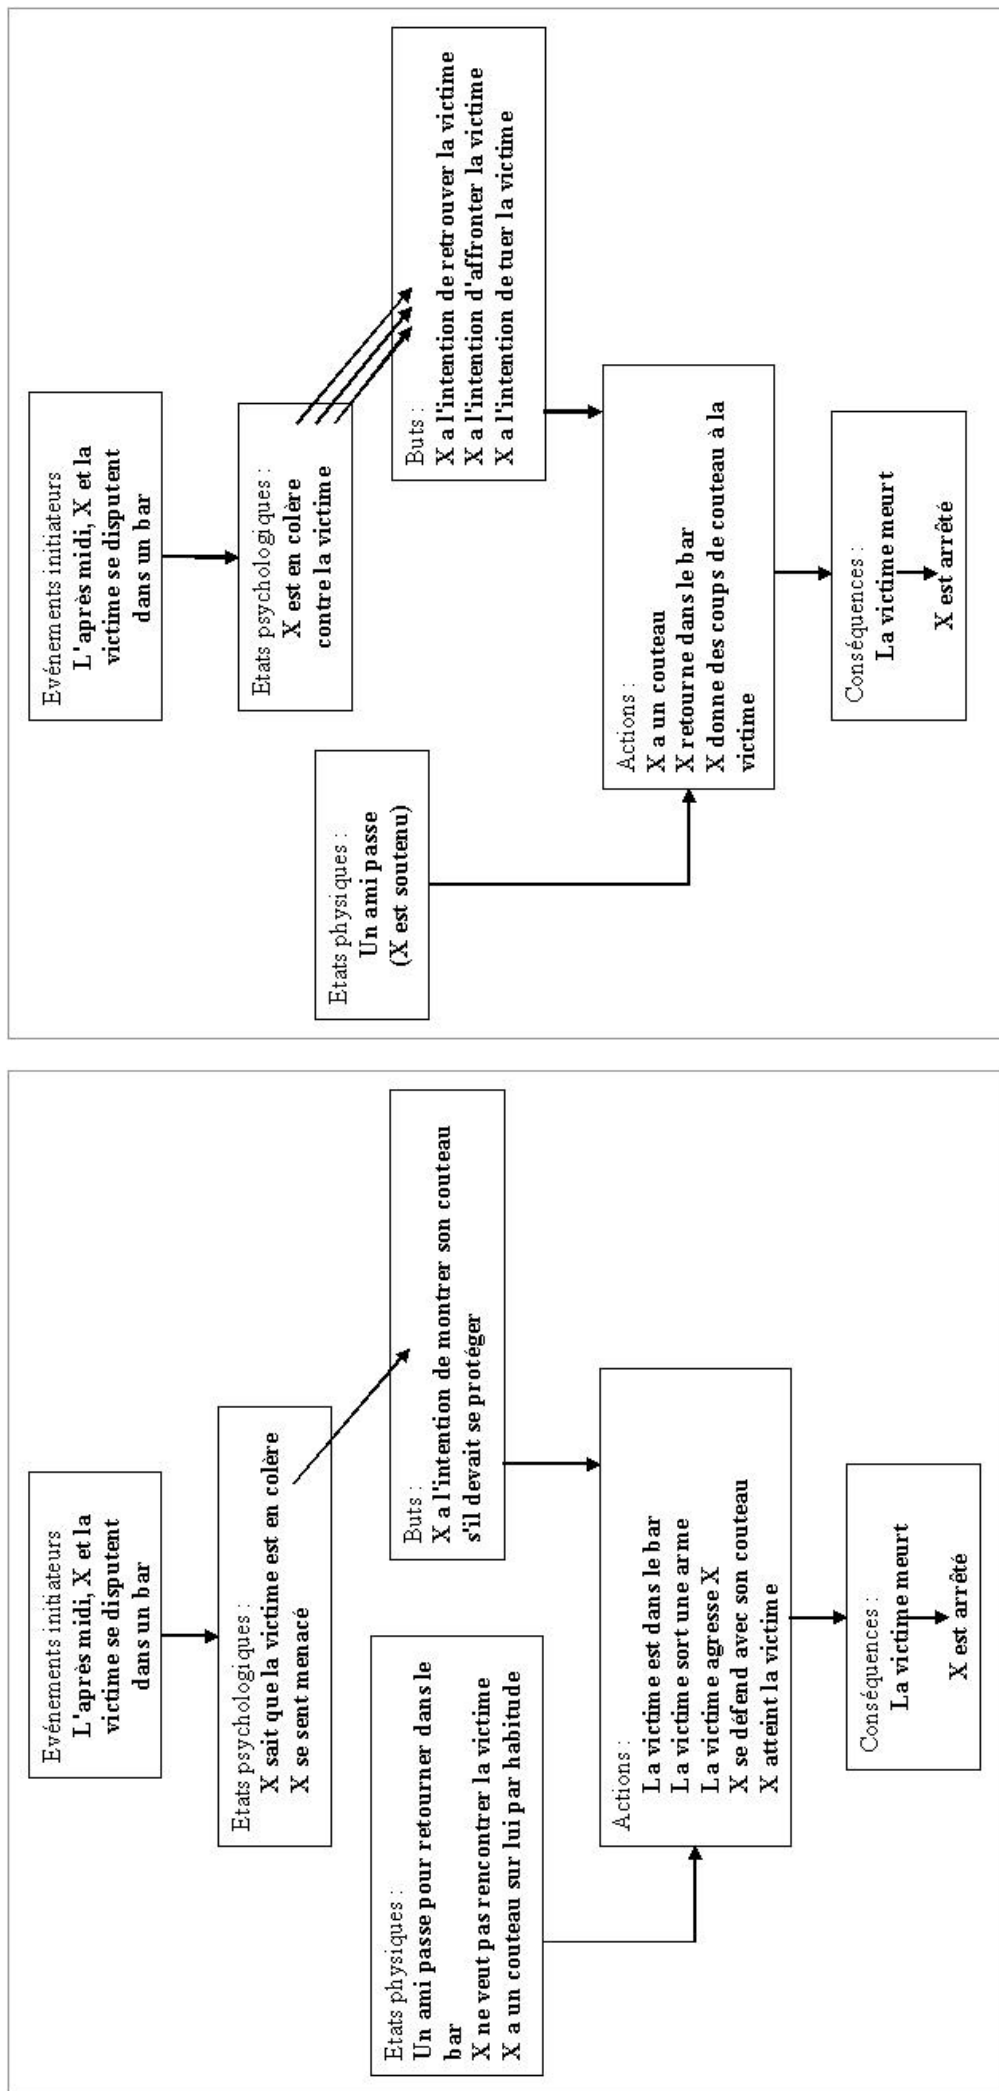 Evénements initiateurs
L'après midi, X et la
victime se disputent
dans un bar
Etats psychologiques :
X sait que la victime est en colère
X se sent menacé
Etats physiques :
Un ami passe pour retourner dans le
bar
X ne veut pas rencontrer la victime
X a un couteau sur lui par habitude
Buts :
X a l'intention de montrer son couteau
s'il devait se protéger
Actions :
La victime est dans le bar
La victime sort une arme
La victime agresse X
X se défend avec son couteau
X atteint la victime
Conséquences :
La victime meurt
X est arrêté
Evénements initiateurs
L'après midi, X et la
victime se disputent
dans un bar
Etats psychologiques :
X est en colère
contre la victime
Etats physiques :
Un ami passe
(X est soutenu)
Buts :
X a l'intention de retrouver la victime
X a l'intention d'affronter la victime
X a l'intention de tuer la victime
Actions :
X a un couteau
X retourne dans le bar
X donne des coups de couteau à la
victime
Conséquences :
La victime meurt
X est arrêté